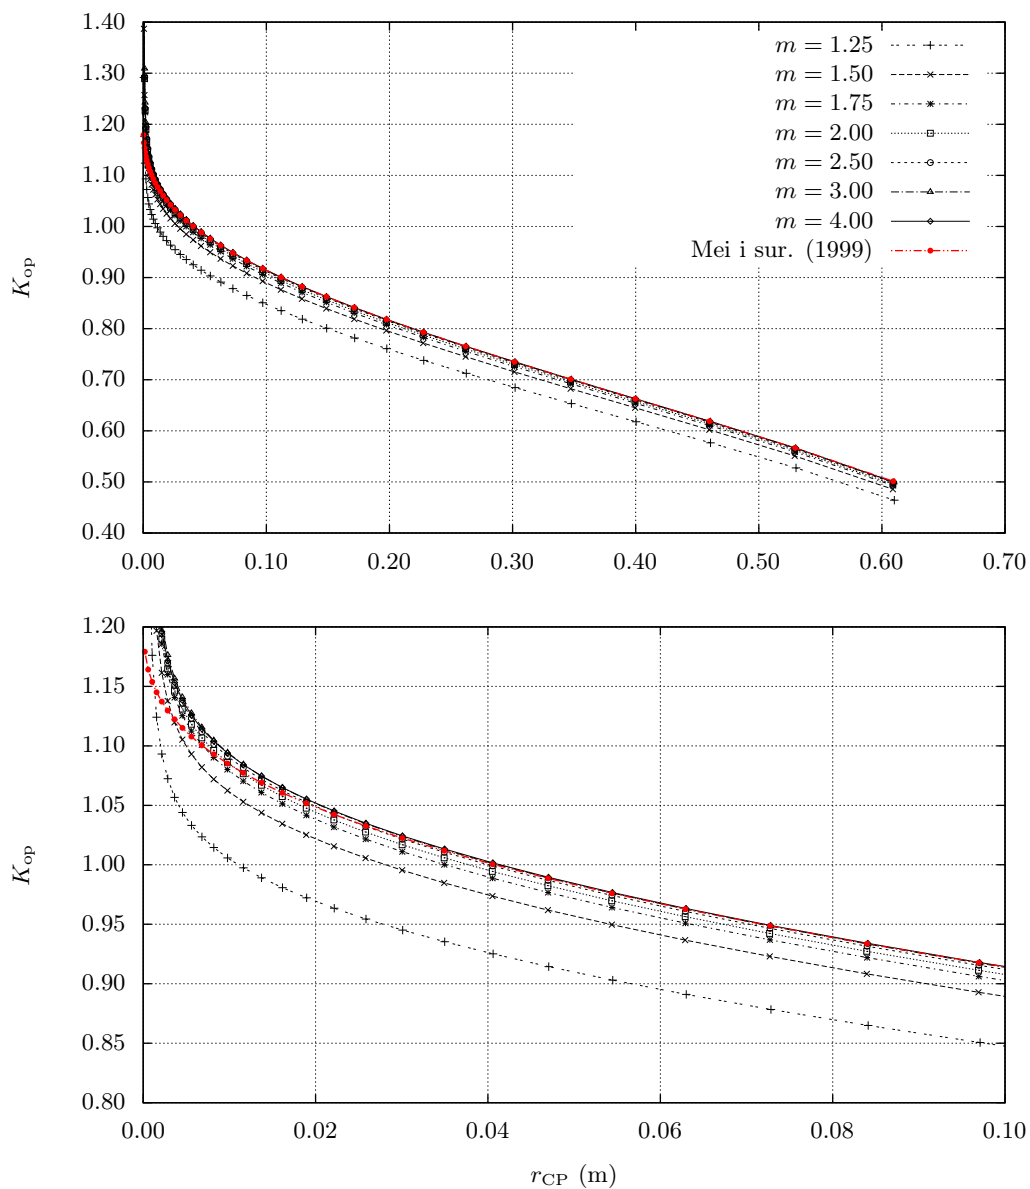 1.40
1.30
1.20
1.10
1.00
0.90
0.80
0.70
0.60
0.50
0.40
K_op
m = 1.25
m = 1.50
m = 1.75
m = 2.00
m = 2.50
m = 3.00
m = 4.00
Mei i sur. (1999)
0.00 0.10 0.20 0.30 0.40 0.50 0.60 0.70
1.20
1.15
1.10
1.05
1.00
0.95
0.90
0.85
0.80
K_op
0.00 0.02 0.04 0.06 0.08 0.10
r_CP (m)